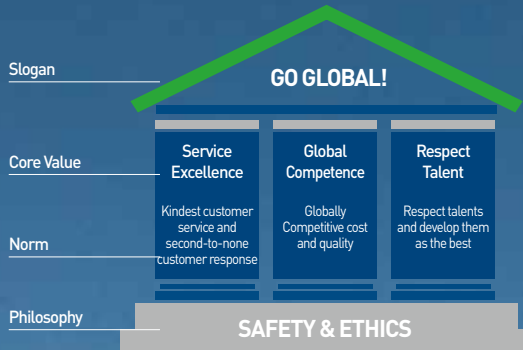 Slogan
GO GLOBAL!
Core Value
Service
Excellence
Global
Competence
Respect
Talent
Norm
Kindest customer
service and
second-to-none
customer response
Globally
Competitive cost
and quality
Respect talents
and develop them
as the best
Philosophy
SAFETY & ETHICS